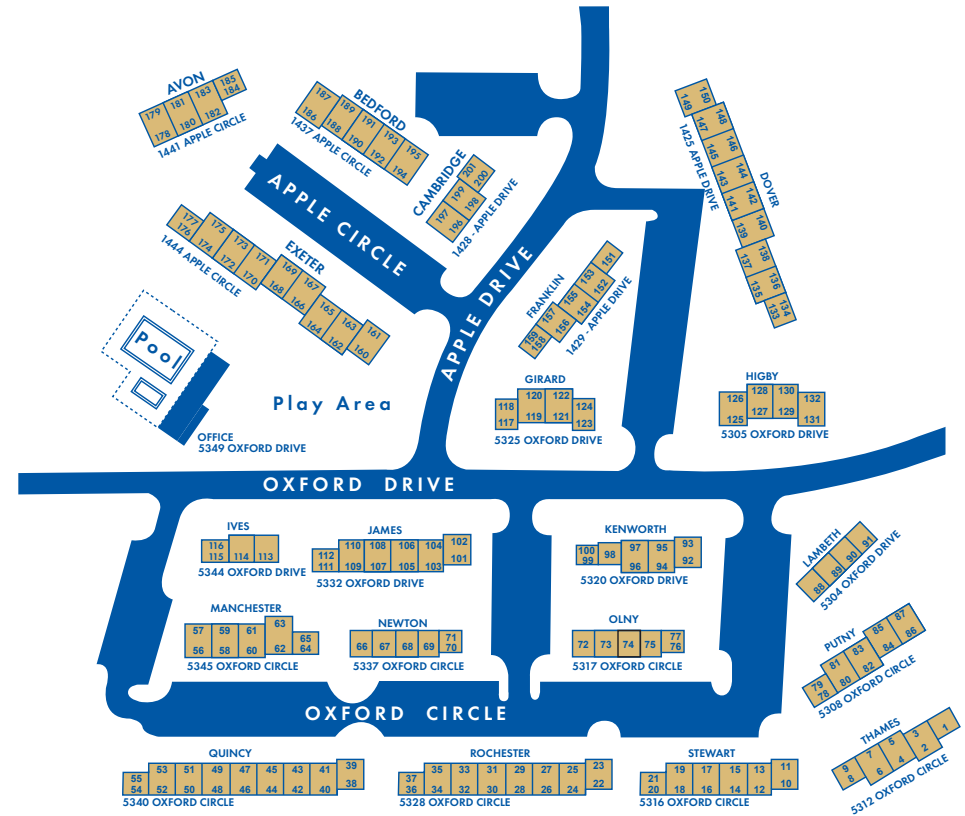 AVON
179 181 183 185
178 180 182 184
1441 APPLE CIRCLE
BEDFORD
187 189 191 193 195
186 188 190 192 194
1437 APPLE CIRCLE
CAMBRIDGE
197 199 201
196 198 200
1428 - APPLE DRIVE
DOVER
149 147 145 143 141 139 137 135 133
150 148 146 144 142 140 138 136 134
1425 APPLE DRIVE
APPLE CIRCLE
EXETER
177 175 173 171 169 167 165 163 161
176 174 172 170 168 166 164 162 160
1444 APPLE CIRCLE
APPLE DRIVE
FRANKLIN
159 157 155 153 151
158 156 154 152
1429 - APPLE DRIVE
Pool
Play Area
OFFICE
5349 OXFORD DRIVE
GIRARD
118 120 122 124
117 119 121 123
5325 OXFORD DRIVE
HIGBY
126 128 130 132
125 127 129 131
5305 OXFORD DRIVE
OXFORD DRIVE
IVES
116
115 114 113
5344 OXFORD DRIVE
JAMES
112 110 108 106 104 102
111 109 107 105 103 101
5332 OXFORD DRIVE
KENWORTH
100 98 97 95 93
99 96 94 92
5320 OXFORD DRIVE
LAMBETH
88 89 90 91
5304 OXFORD DRIVE
MANCHESTER
57 59 61 63 65
56 58 60 62 64
5345 OXFORD CIRCLE
NEWTON
66 67 68 69 71
70
5337 OXFORD CIRCLE
OLNY
72 73 74 75 77
76
5317 OXFORD CIRCLE
PUTNY
79 81 83 85 87
78 80 82 84 86
5308 OXFORD CIRCLE
OXFORD CIRCLE
THAMES
9 7 5 3 1
8 6 4 2
5312 OXFORD CIRCLE
QUINCY
55 53 51 49 47 45 43 41 39
54 52 50 48 46 44 42 40 38
5340 OXFORD CIRCLE
ROCHESTER
37 35 33 31 29 27 25 23
36 34 32 30 28 26 24 22
5328 OXFORD CIRCLE
STEWART
21 19 17 15 13 11
20 18 16 14 12 10
5316 OXFORD CIRCLE